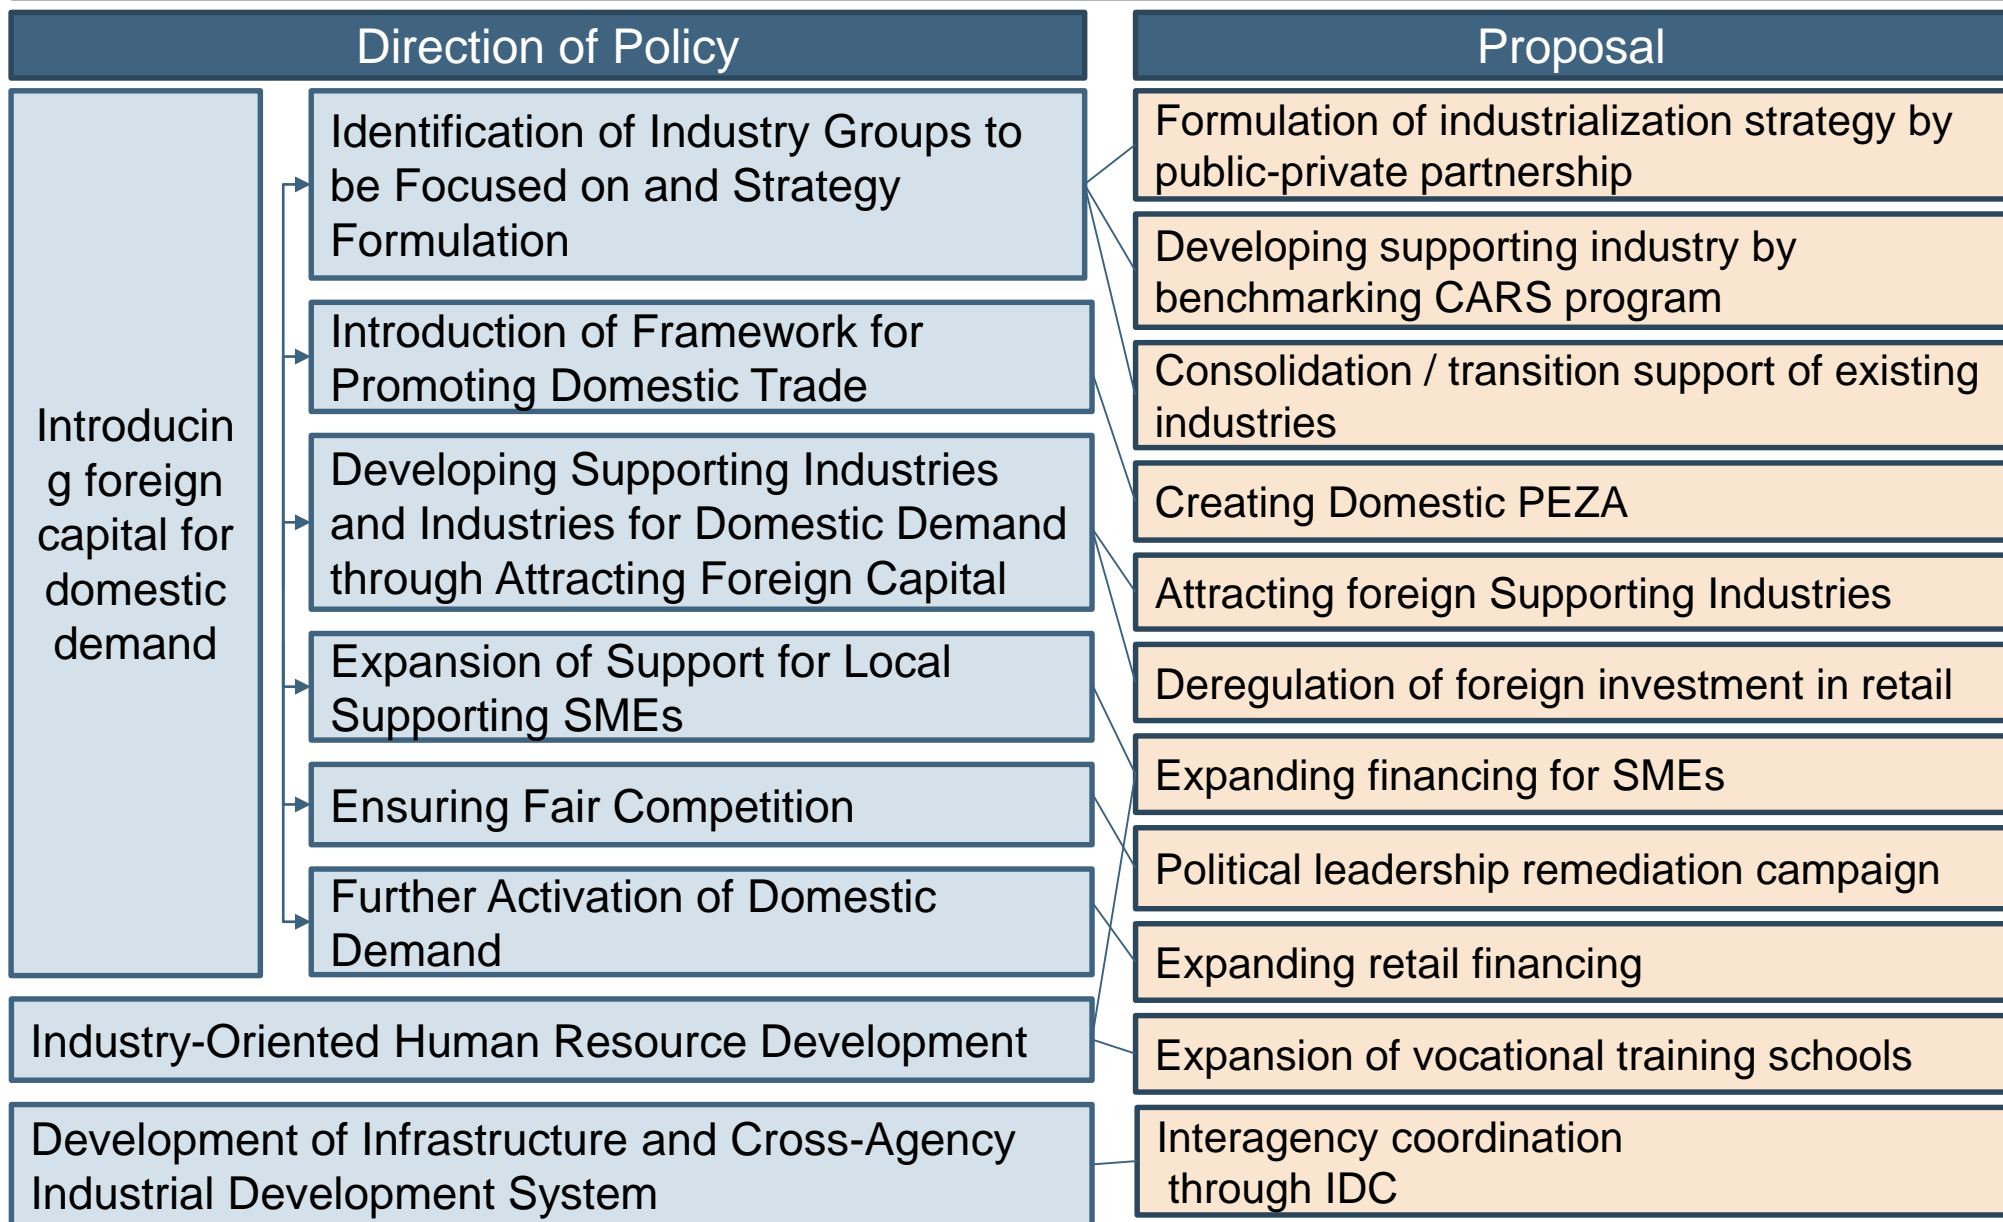 Direction of Policy
Proposal
Introducin
g foreign
capital for
domestic
demand
Identification of Industry Groups to
be Focused on and Strategy
Formulation
Introduction of Framework for
Promoting Domestic Trade
Developing Supporting Industries
and Industries for Domestic Demand
through Attracting Foreign Capital
Expansion of Support for Local
Supporting SMEs
Ensuring Fair Competition
Further Activation of Domestic
Demand
Industry-Oriented Human Resource Development
Development of Infrastructure and Cross-Agency
Industrial Development System
Formulation of industrialization strategy by
public-private partnership
Developing supporting industry by
benchmarking CARS program
Consolidation / transition support of existing
industries
Creating Domestic PEZA
Attracting foreign Supporting Industries
Deregulation of foreign investment in retail
Expanding financing for SMEs
Political leadership remediation campaign
Expanding retail financing
Expansion of vocational training schools
Interagency coordination
through IDC